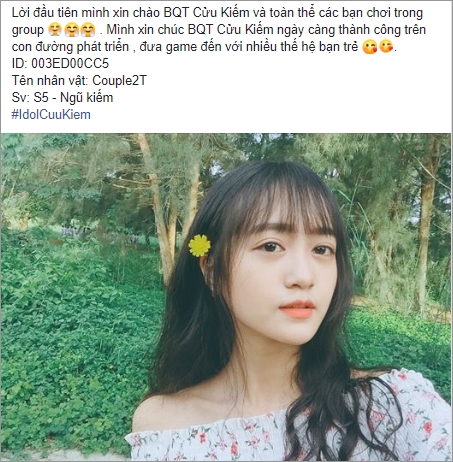 Lời đầu tiên mình xin chào BQT Cửu Kiếm và toàn thể các bạn chơi trong
group 🤗🤗🤗 . Mình xin chúc BQT Cửu Kiếm ngày càng thành công trên
con đường phát triển , đưa game đến với nhiều thế hệ bạn trẻ 😘😘.
ID: 003ED00CC5
Tên nhân vật: Couple2T
Sv: S5 - Ngũ kiếm
#IdolCuuKiem